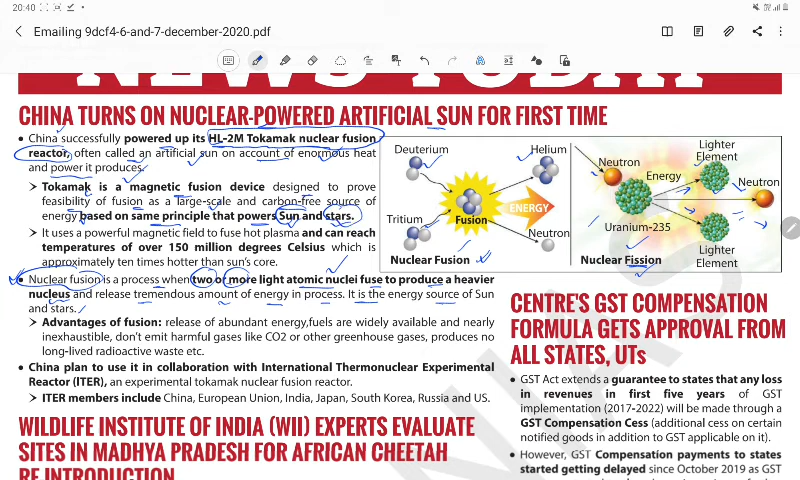 20:40
Emailing 9dcf4-6-and-7-december-2020.pdf
NEWS TODAY
CHINA TURNS ON NUCLEAR-POWERED ARTIFICIAL SUN FOR FIRST TIME
• China successfully powered up its HL-2M Tokamak nuclear fusion
reactor, often called an artificial sun on account of enormous heat
and power it produces.
➤ Tokamak is a magnetic fusion device designed to prove
feasibility of fusion as a large-scale and carbon-free source of
energy based on same principle that powers Sun and stars.
➤ It uses a powerful magnetic field to fuse hot plasma and can reach
temperatures of over 150 million degrees Celsius which is
approximately ten times hotter than sun's core.
• Nuclear fusion is a process when two or more light atomic nuclei fuse to produce a heavier
nucleus and release tremendous amount of energy in process. It is the energy source of Sun
and stars.
➤ Advantages of fusion: release of abundant energy,fuels are widely available and nearly
inexhaustible, don't emit harmful gases like CO2 or other greenhouse gases, produces no
long-lived radioactive waste etc.
• China plan to use it in collaboration with International Thermonuclear Experimental
Reactor (ITER), an experimental tokamak nuclear fusion reactor.
➤ ITER members include China, European Union, India, Japan, South Korea, Russia and US.
WILDLIFE INSTITUTE OF INDIA (WII) EXPERTS EVALUATE
SITES IN MADHYA PRADESH FOR AFRICAN CHEETAH
RE INTRODUCTION
Deuterium
Helium
Fusion
ENERGY
Tritium
Neutron
Nuclear Fusion
Neutron
Lighter
Element
Energy
Neutron
Uranium-235
Lighter
Element
Nuclear Fission
CENTRE'S GST COMPENSATION
FORMULA GETS APPROVAL FROM
ALL STATES, UTs
• GST Act extends a guarantee to states that any loss
in revenues in first five years of GST
implementation (2017-2022) will be made through a
GST Compensation Cess (additional cess on certain
notified goods in addition to GST applicable on it).
• However, GST Compensation payments to states
started getting delayed since October 2019 as GST